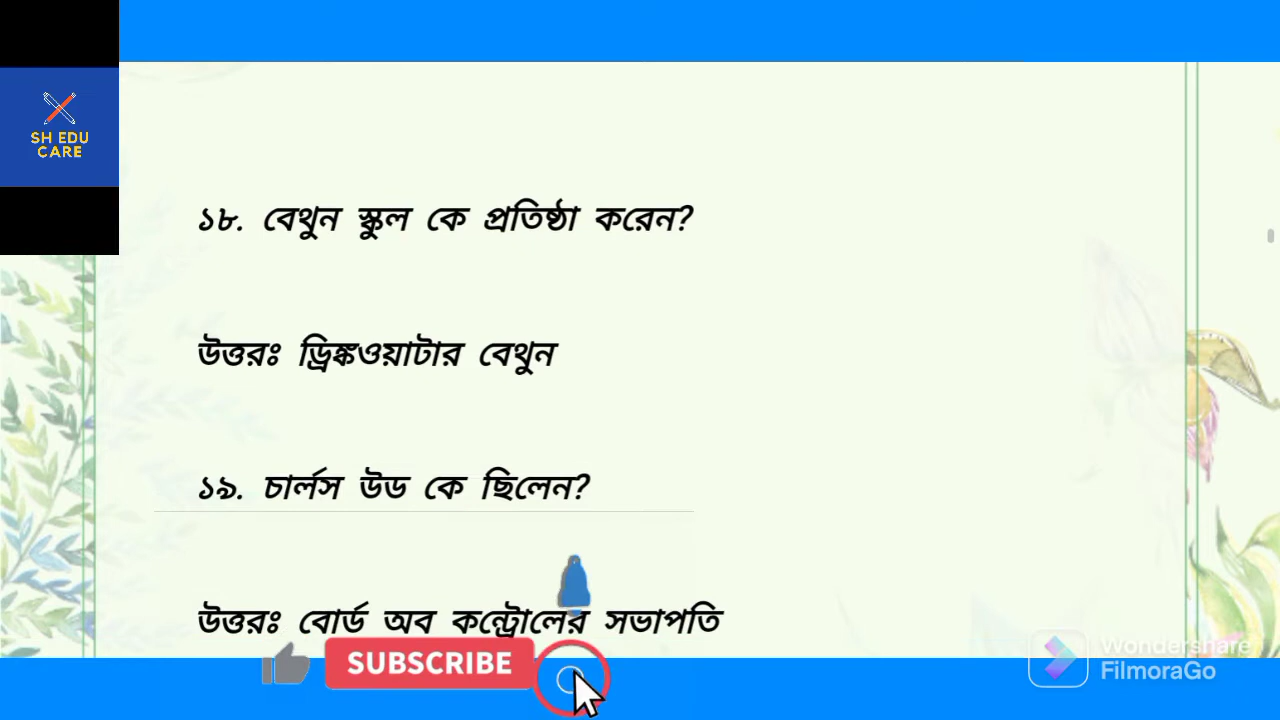 SH EDU
CARE
১৮. বেথুন স্কুল কে প্রতিষ্ঠা করেন?
উত্তরঃ ড্রিঙ্কওয়াটার বেথুন
১৯. চার্লস উড কে ছিলেন?
উত্তরঃ বোর্ড অব কন্ট্রোলের সভাপতি
SUBSCRIBE
Wondershare
FilmoraGo